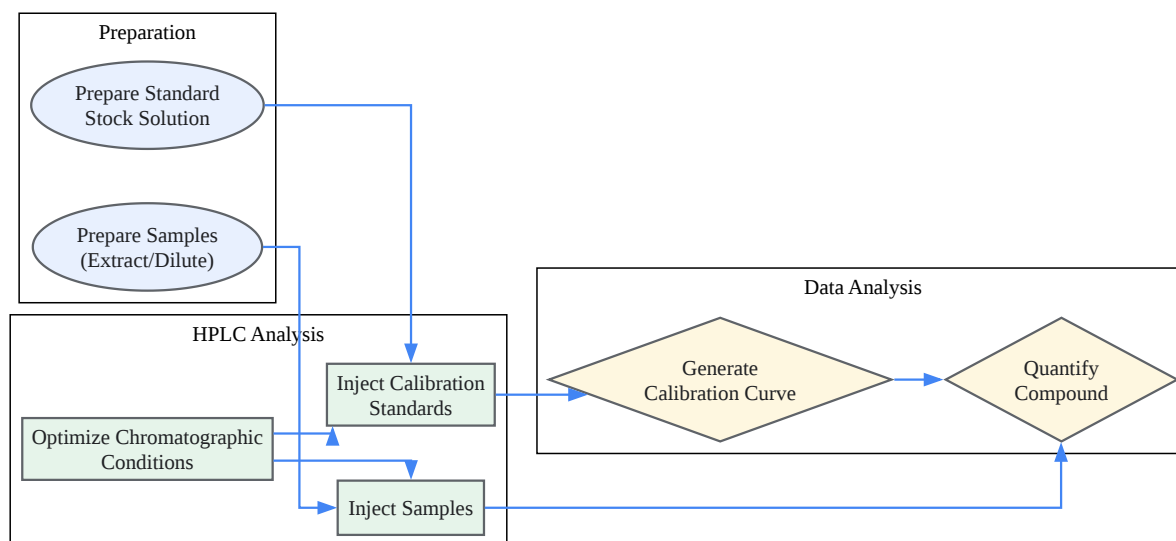 Preparation
Prepare Standard
Stock Solution
Prepare Samples
(Extract/Dilute)
HPLC Analysis
Inject Calibration
Standards
Optimize Chromatographic
Conditions
Inject Samples
Data Analysis
Generate
Calibration Curve
Quantify
Compound